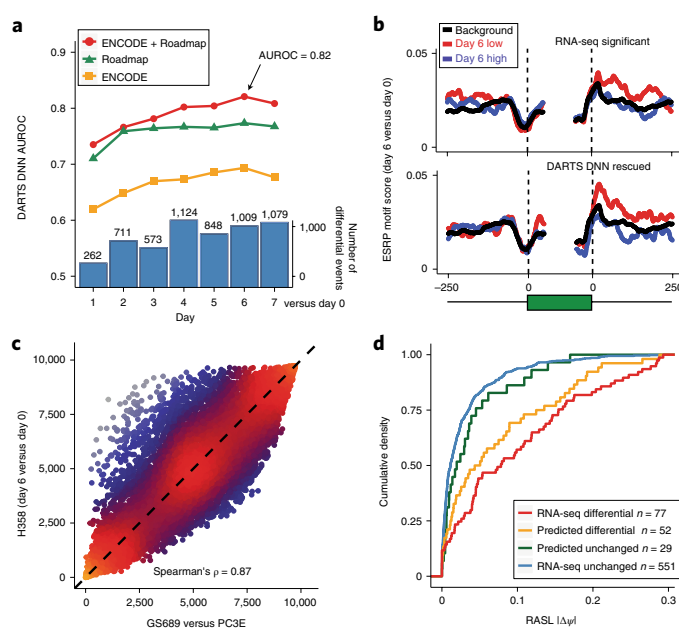 a
ENCODE + Roadmap
Roadmap
ENCODE
AUROC = 0.82
0.9
0.8
0.7
0.6
0.5
DARTS DNN AUROC
262
711
573
1,124
848
1,009
1,079
1,000
0
Number of
differential events
1 2 3 4 5 6 7 versus day 0
Day
b
Background
Day 6 low
Day 6 high
RNA-seq significant
0.05
0
DARTS DNN rescued
0.05
0
ESRP motif score (day 6 versus day 0)
−250 0 0 250
c
10,000
7,500
5,000
2,500
0
H358 (day 6 versus day 0)
Spearman's ρ = 0.87
0 2,500 5,000 7,500 10,000
GS689 versus PC3E
d
1.00
0.75
0.50
0.25
0
Cumulative density
RNA-seq differential n = 77
Predicted differential n = 52
Predicted unchanged n = 29
RNA-seq unchanged n = 551
0 0.1 0.2 0.3
RASL |Δψ|